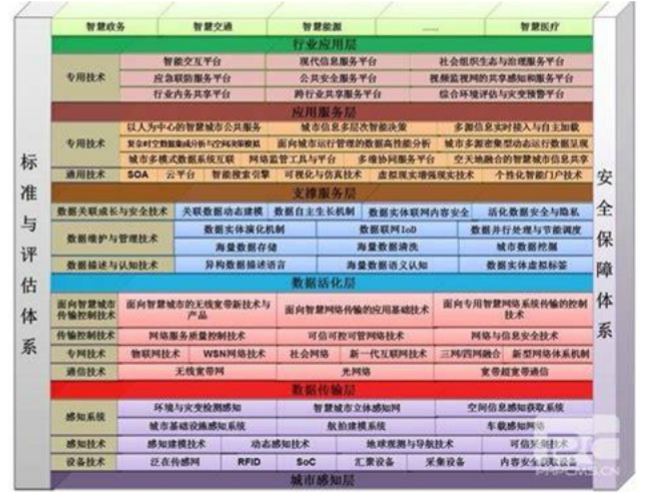 智慧政务 智慧交通 智慧能源 ...... 智慧医疗
行业应用层
专用技术
智能交互平台 现代信息服务平台 社会组织生态与治理服务平台
应急联防服务平台 公共安全服务平台 视频监视网的共享感知和服务平台
行业内务共享平台 跨行业共享服务平台 综合环境评估与灾变预警平台
应用服务层
专用技术
以人为中心的智慧城市公共服务 城市信息多层次智能决策 多源信息实时接入与自主加载
面向城市运行管理的数据高性能分析 城市多源密集型动态运行数据呈现
城市多模式数据系统互联 网络监管工具与平台 多维协同服务平台 空天地融合的智慧城市信息共享
通用技术 SOA 云平台 智能搜索引擎 可视化与仿真技术 虚拟现实增强现实技术 个性化智能门户技术
支撑服务层
数据关联成长与安全技术 关联数据动态建模 数据自主生长机制 数据实体联网内容安全 活化数据安全与隐私
数据维护与管理技术
数据实体演化机制 数据联网IoD 数据并行处理与节能调度
海量数据存储 海量数据清洗 城市数据挖掘
数据描述与认知技术 异构数据描述语言 海量数据语义认知 数据实体虚拟标签
数据活化层
面向智慧城市传输控制技术 面向智慧城市的无线宽带新技术与产品 面向智慧网络传输的应用基础技术 面向专用智慧网络系统传输的控制技术
传输控制技术 网络服务质量控制技术 可信可控可管网络技术 网络与信息安全技术
专网技术 物联网技术 WSN网络技术 社会网络 新一代互联网技术 三网/四网融合 新型网络体系机制
通信技术 无线宽带网 光网络 宽带超宽带通信
数据传输层
感知系统
环境与灾变检测感知 智慧城市立体感知网 空间信息感知获取系统
城市基础设施感知系统 航拍建模系统 车载感知网络
感知技术 感知建模技术 动态感知技术 地球观测与导航技术 可信采集技术
设备技术 泛在传感网 RFID SoC 汇聚设备 采集设备 内容安全
城市感知层
标准与评估体系
安全保障体系